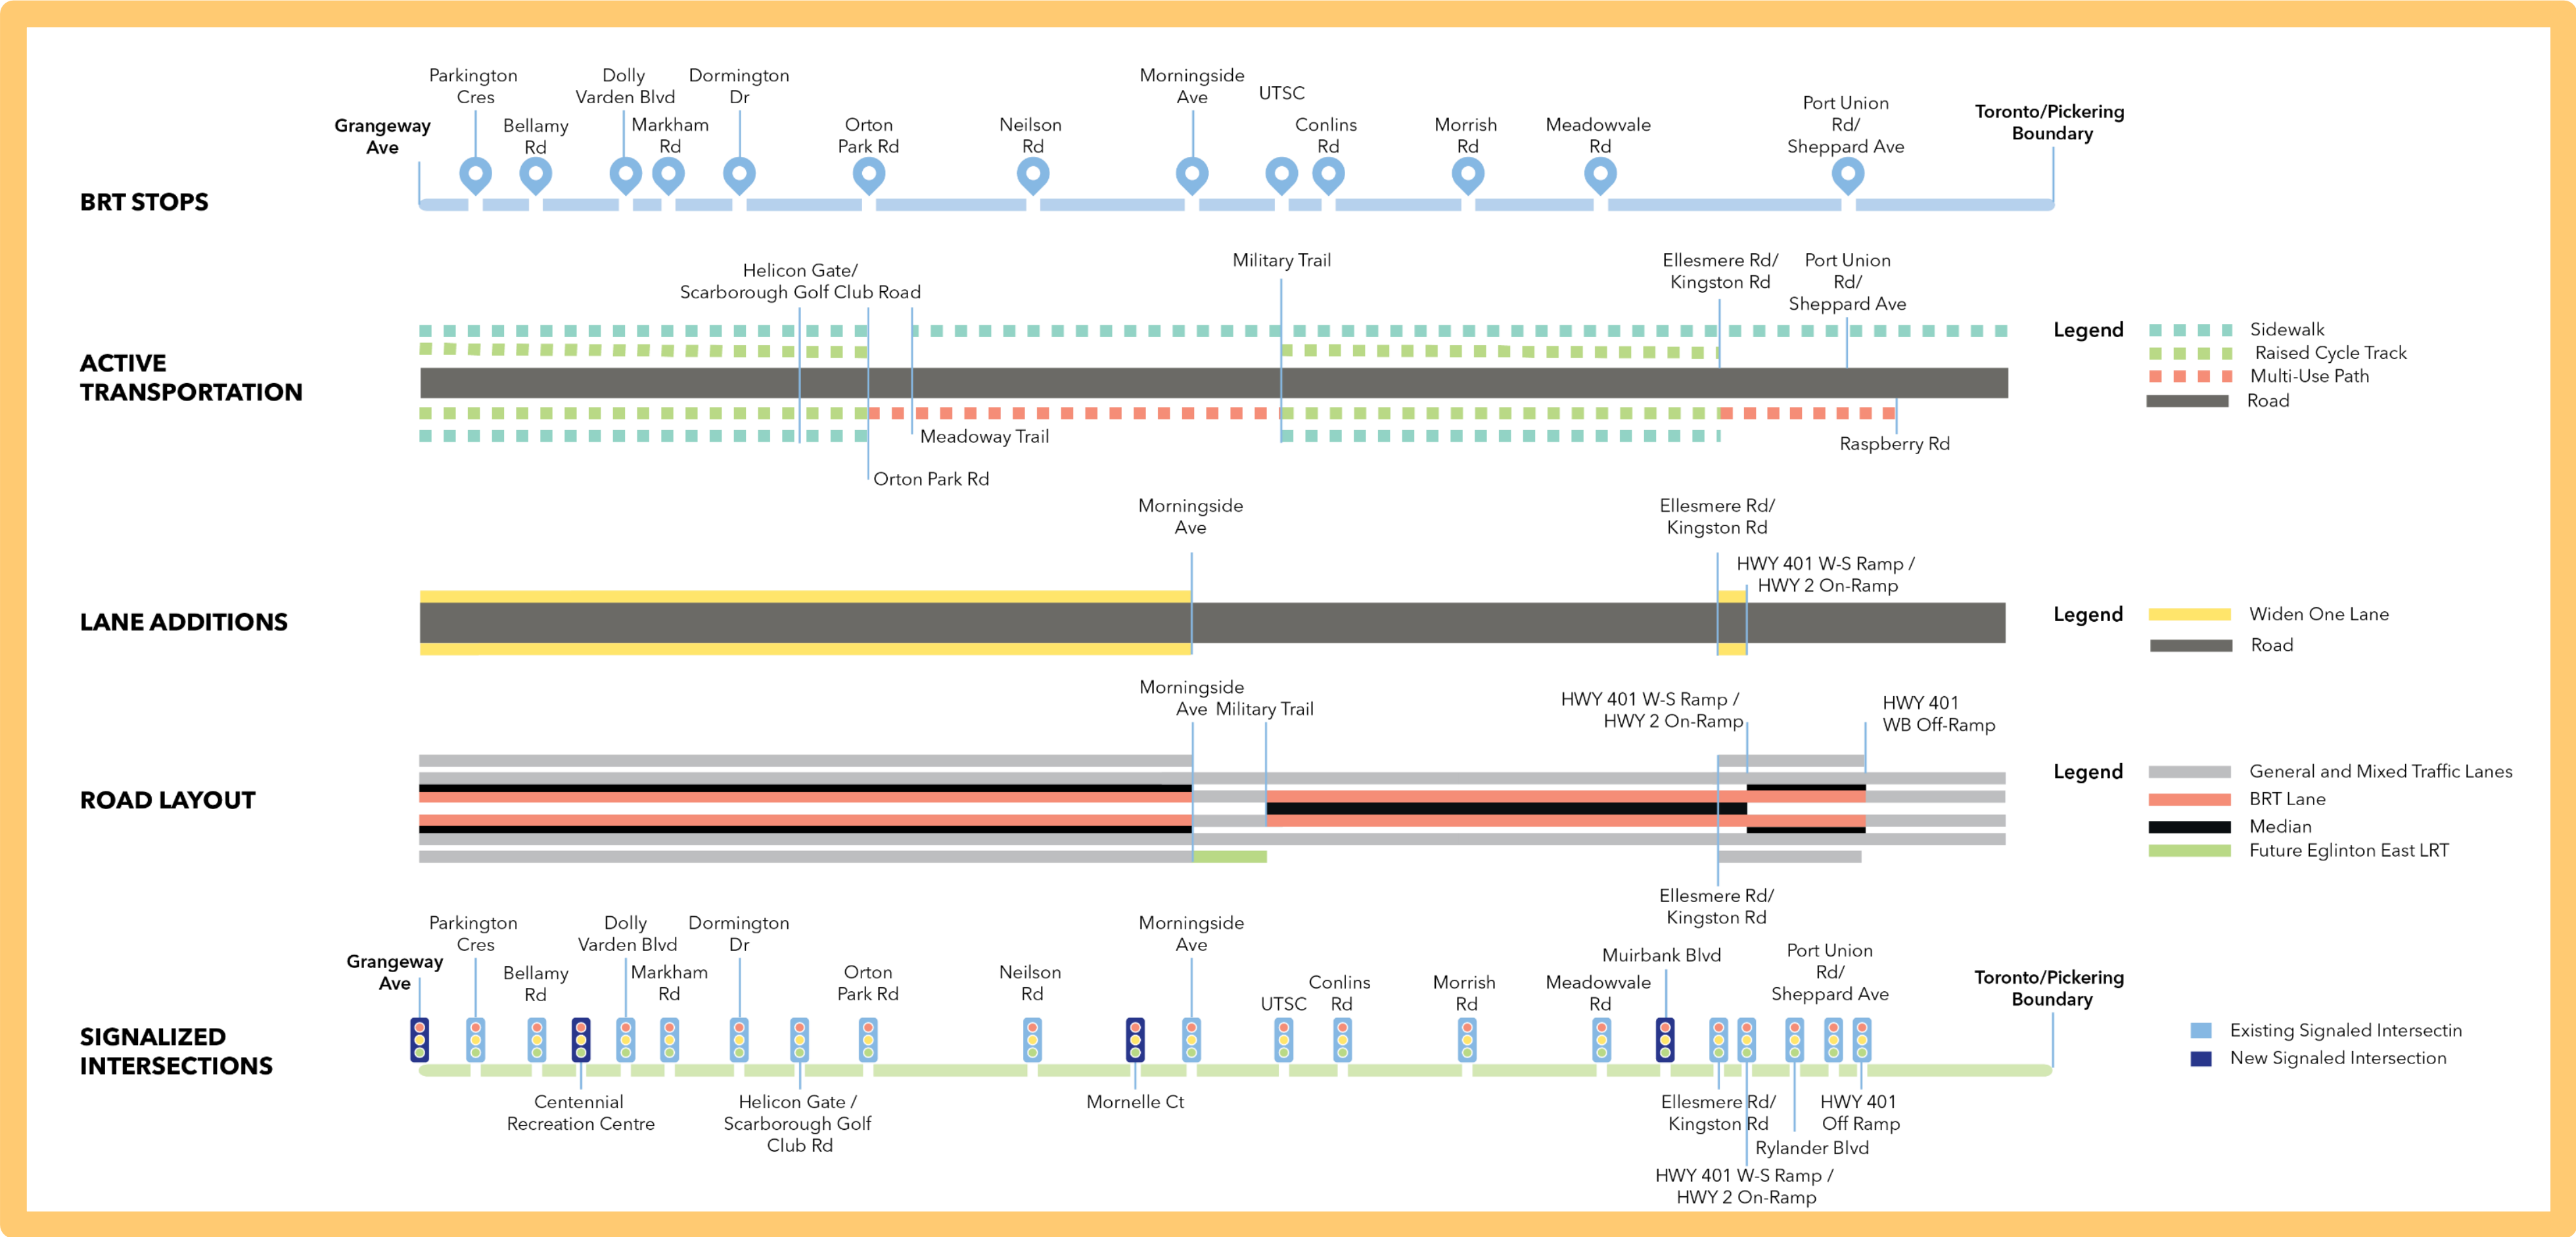 Parkington
Cres
Dolly
Varden Blvd
Dormington
Dr
Morningside
Ave
UTSC
Port Union
Rd/
Sheppard Ave
Toronto/Pickering
Boundary
Grangeway
Ave
Bellamy
Rd
Markham
Rd
Orton
Park Rd
Neilson
Rd
Conlins
Rd
Morrish
Rd
Meadowvale
Rd
BRT STOPS
Helicon Gate/
Scarborough Golf Club Road
Military Trail
Ellesmere Rd/
Kingston Rd
Port Union
Rd/
Sheppard Ave
ACTIVE
TRANSPORTATION
Meadoway Trail
Orton Park Rd
Raspberry Rd
Legend
Sidewalk
Raised Cycle Track
Multi-Use Path
Road
Morningside
Ave
Ellesmere Rd/
Kingston Rd
HWY 401 W-S Ramp /
HWY 2 On-Ramp
LANE ADDITIONS
Legend
Widen One Lane
Road
Morningside
Ave
Military Trail
HWY 401 W-S Ramp /
HWY 2 On-Ramp
HWY 401
WB Off-Ramp
ROAD LAYOUT
Legend
General and Mixed Traffic Lanes
BRT Lane
Median
Future Eglinton East LRT
Ellesmere Rd/
Kingston Rd
Parkington
Cres
Dolly
Varden Blvd
Dormington
Dr
Morningside
Ave
Muirbank Blvd
Port Union
Rd/
Sheppard Ave
Grangeway
Ave
Bellamy
Rd
Markham
Rd
Orton
Park Rd
Neilson
Rd
UTSC
Conlins
Rd
Morrish
Rd
Meadowvale
Rd
Toronto/Pickering
Boundary
SIGNALIZED
INTERSECTIONS
Existing Signaled Intersectin
New Signaled Intersection
Centennial
Recreation Centre
Helicon Gate /
Scarborough Golf
Club Rd
Mornelle Ct
Ellesmere Rd/
Kingston Rd
HWY 401
Off Ramp
Rylander Blvd
HWY 401 W-S Ramp /
HWY 2 On-Ramp